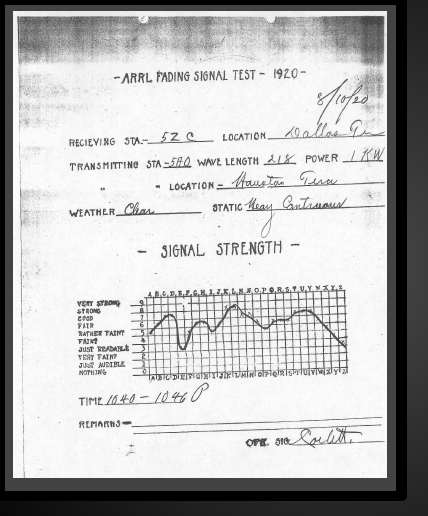 -ARRL FADING SIGNAL TEST - 1920-
8/10/20
RECIEVING STA.- 5Z C LOCATION Dallas
TRANSMITTING STA -5AO WAVE LENGTH 218 POWER 1 KW
" " LOCATION - Houston Texas
WEATHER Clear STATIC Heavy Continuous
- SIGNAL STRENGTH -
A B C D E F G H I J K L M N O P Q R S T U V W X Y Z
VERY STRONG 9
STRONG 8
GOOD 7
FAIR 6
RATHER FAINT 5
FAINT 4
JUST READABLE 3
VERY FAINT 2
JUST AUDIBLE 1
NOTHING 0
A B C D E F G H I J K L M N O P Q R S T U V W X Y Z
TIME 1040 - 1046 P
REMARKS-
OPR. SIG Corlett.